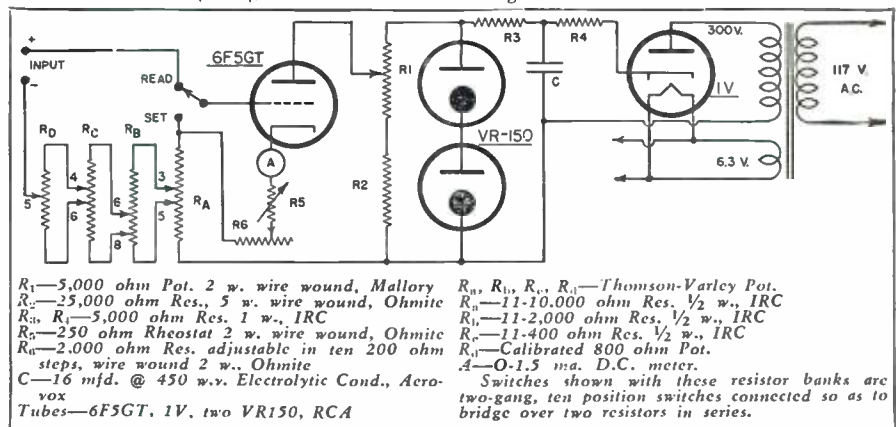 6F5GT
R3
R4
300V.
+
INPUT
−
READ
SET
R1
C
1V
117 V.
A.C.
VR-150
6.3 V.
RD
RC
RB
RA
A
R6
R5
R2
5
4
6
6
8
3
5
R1—5,000 ohm Pot. 2 w. wire wound, Mallory
R2—25,000 ohm Res., 5 w. wire wound, Ohmite
R3, R4—5,000 ohm Res. 1 w., IRC
R5—250 ohm Rheostat 2 w. wire wound, Ohmite
R6—2,000 ohm Res. adjustable in ten 200 ohm
steps, wire wound 2 w., Ohmite
C—16 mfd. @ 450 w.v. Electrolytic Cond., Aero-
vox
Tubes—6F5GT, 1V, two VR150, RCA
Ra, Rb, Rc, Rd—Thomson-Varley Pot.
Ra—11-10,000 ohm Res. ½ w., IRC
Rb—11-2,000 ohm Res. ½ w., IRC
Rc—11-400 ohm Res. ½ w., IRC
Rd—Calibrated 800 ohm Pot.
A—0-1.5 ma. D.C. meter.
Switches shown with these resistor banks are
two-gang, ten position switches connected so as to
bridge over two resistors in series.